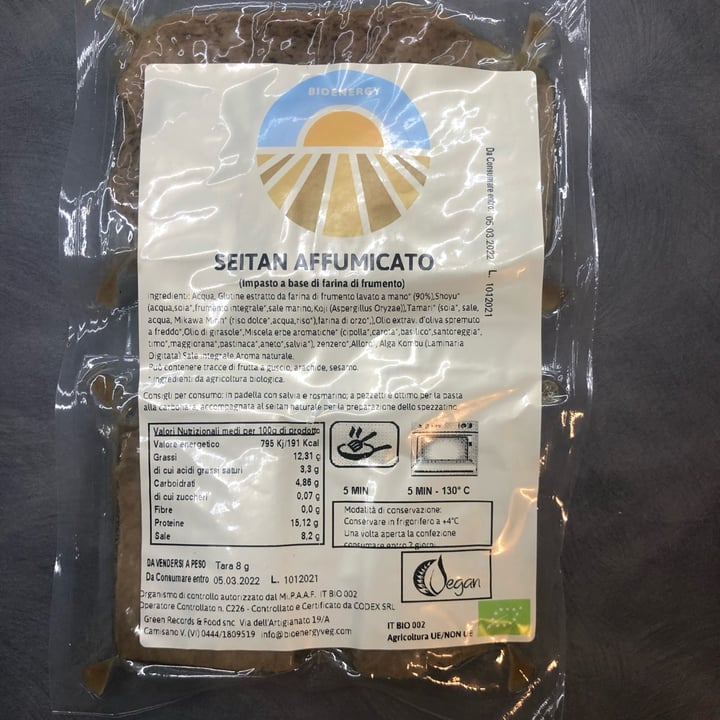 BIOENERGY
SEITAN AFFUMICATO
(Impasto a base di farina di frumento)
Ingredienti: Acqua, Glutine estratto da farina di frumento lavato a mano* (90%),Shoyu*
(acqua,soia*,frumento integrale*,sale marino,Koji (Aspergillus Oryzae)),Tamari* (soia*, sale,
acqua, Mikawa Mirin* (riso dolce*,acqua,riso*),farina di orzo*,),Olio extrav. d'oliva spremuto
a freddo*,Olio di girasole*,Miscela erbe aromatiche* (cipolla*,carota*,basilico*,santoreggia*,
timo*,maggiorana*,pastinaca*,aneto*,salvia*), zenzero*,Alloro*, Alga Kombu (Laminaria
Digitata) Sale integrale,Aroma naturale.
Può contenere tracce di frutta a guscio, arachide, sesamo.
* Ingredienti da agricoltura biologica.
Consigli per consumo: in padella con salvia e rosmarino; a pezzetti è ottimo per la pasta
alla carbonara, accompagnata al seitan naturale per la preparazione dello spezzatino
Valori Nutrizionali medi per 100g di prodotto
Valore energetico 795 Kj/191 Kcal
Grassi 12,31 g
di cui acidi grassi saturi 3,3 g
Carboidrati 4,86 g
di cui zuccheri 0,07 g
Fibre 0,0 g
Proteine 15,12 g
Sale 8,2 g
5 MIN
5 MIN - 130° C
Modalità di conservazione:
Conservare in frigorifero a +4°C
Una volta aperta la confezione
consumare entro 2 giorni
DA VENDERSI A PESO Tara 8 g
Da Consumare entro 05.03.2022 L. 1012021
Vegan
Organismo di controllo autorizzato dal Mi.P.A.A.F. IT BIO 002
Operatore Controllato n. C226 - Controllato e Certificato da CODEX SRL
Green Records & Food snc Via dell'Artigianato 19/A
Camisano V. (VI) 0444/1809519 info@bioenergyveg.com
IT BIO 002
Agricoltura UE/NON UE
Da Consumare entro 05.03.2022 L. 1012021